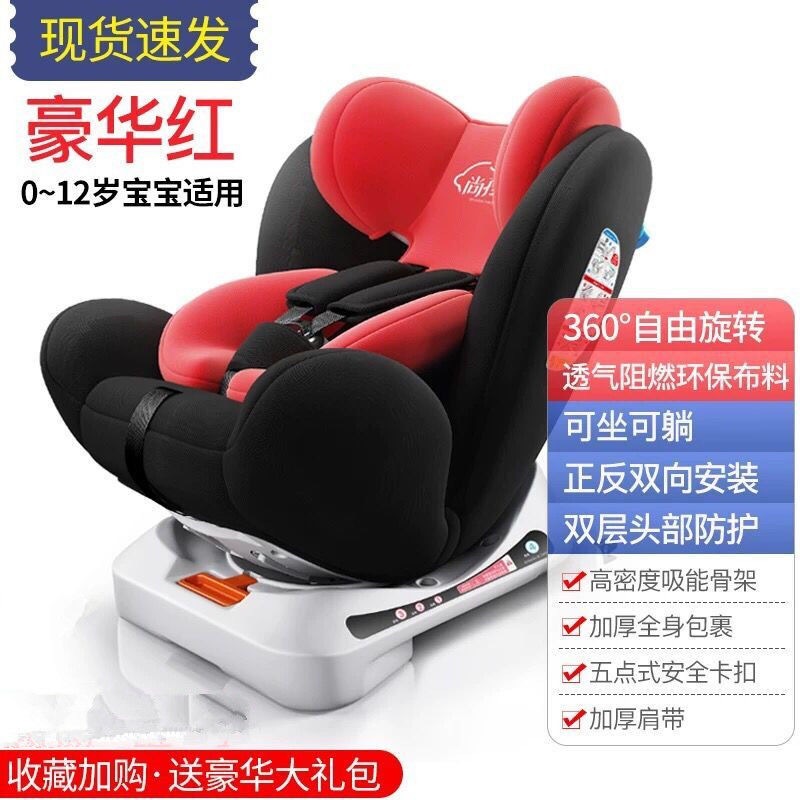 现货速发
豪华红
0~12岁宝宝适用
360°自由旋转
透气阻燃环保布料
可坐可躺
正反双向安装
双层头部防护
高密度吸能骨架
加厚全身包裹
五点式安全卡扣
加厚肩带
收藏加购·送豪华大礼包